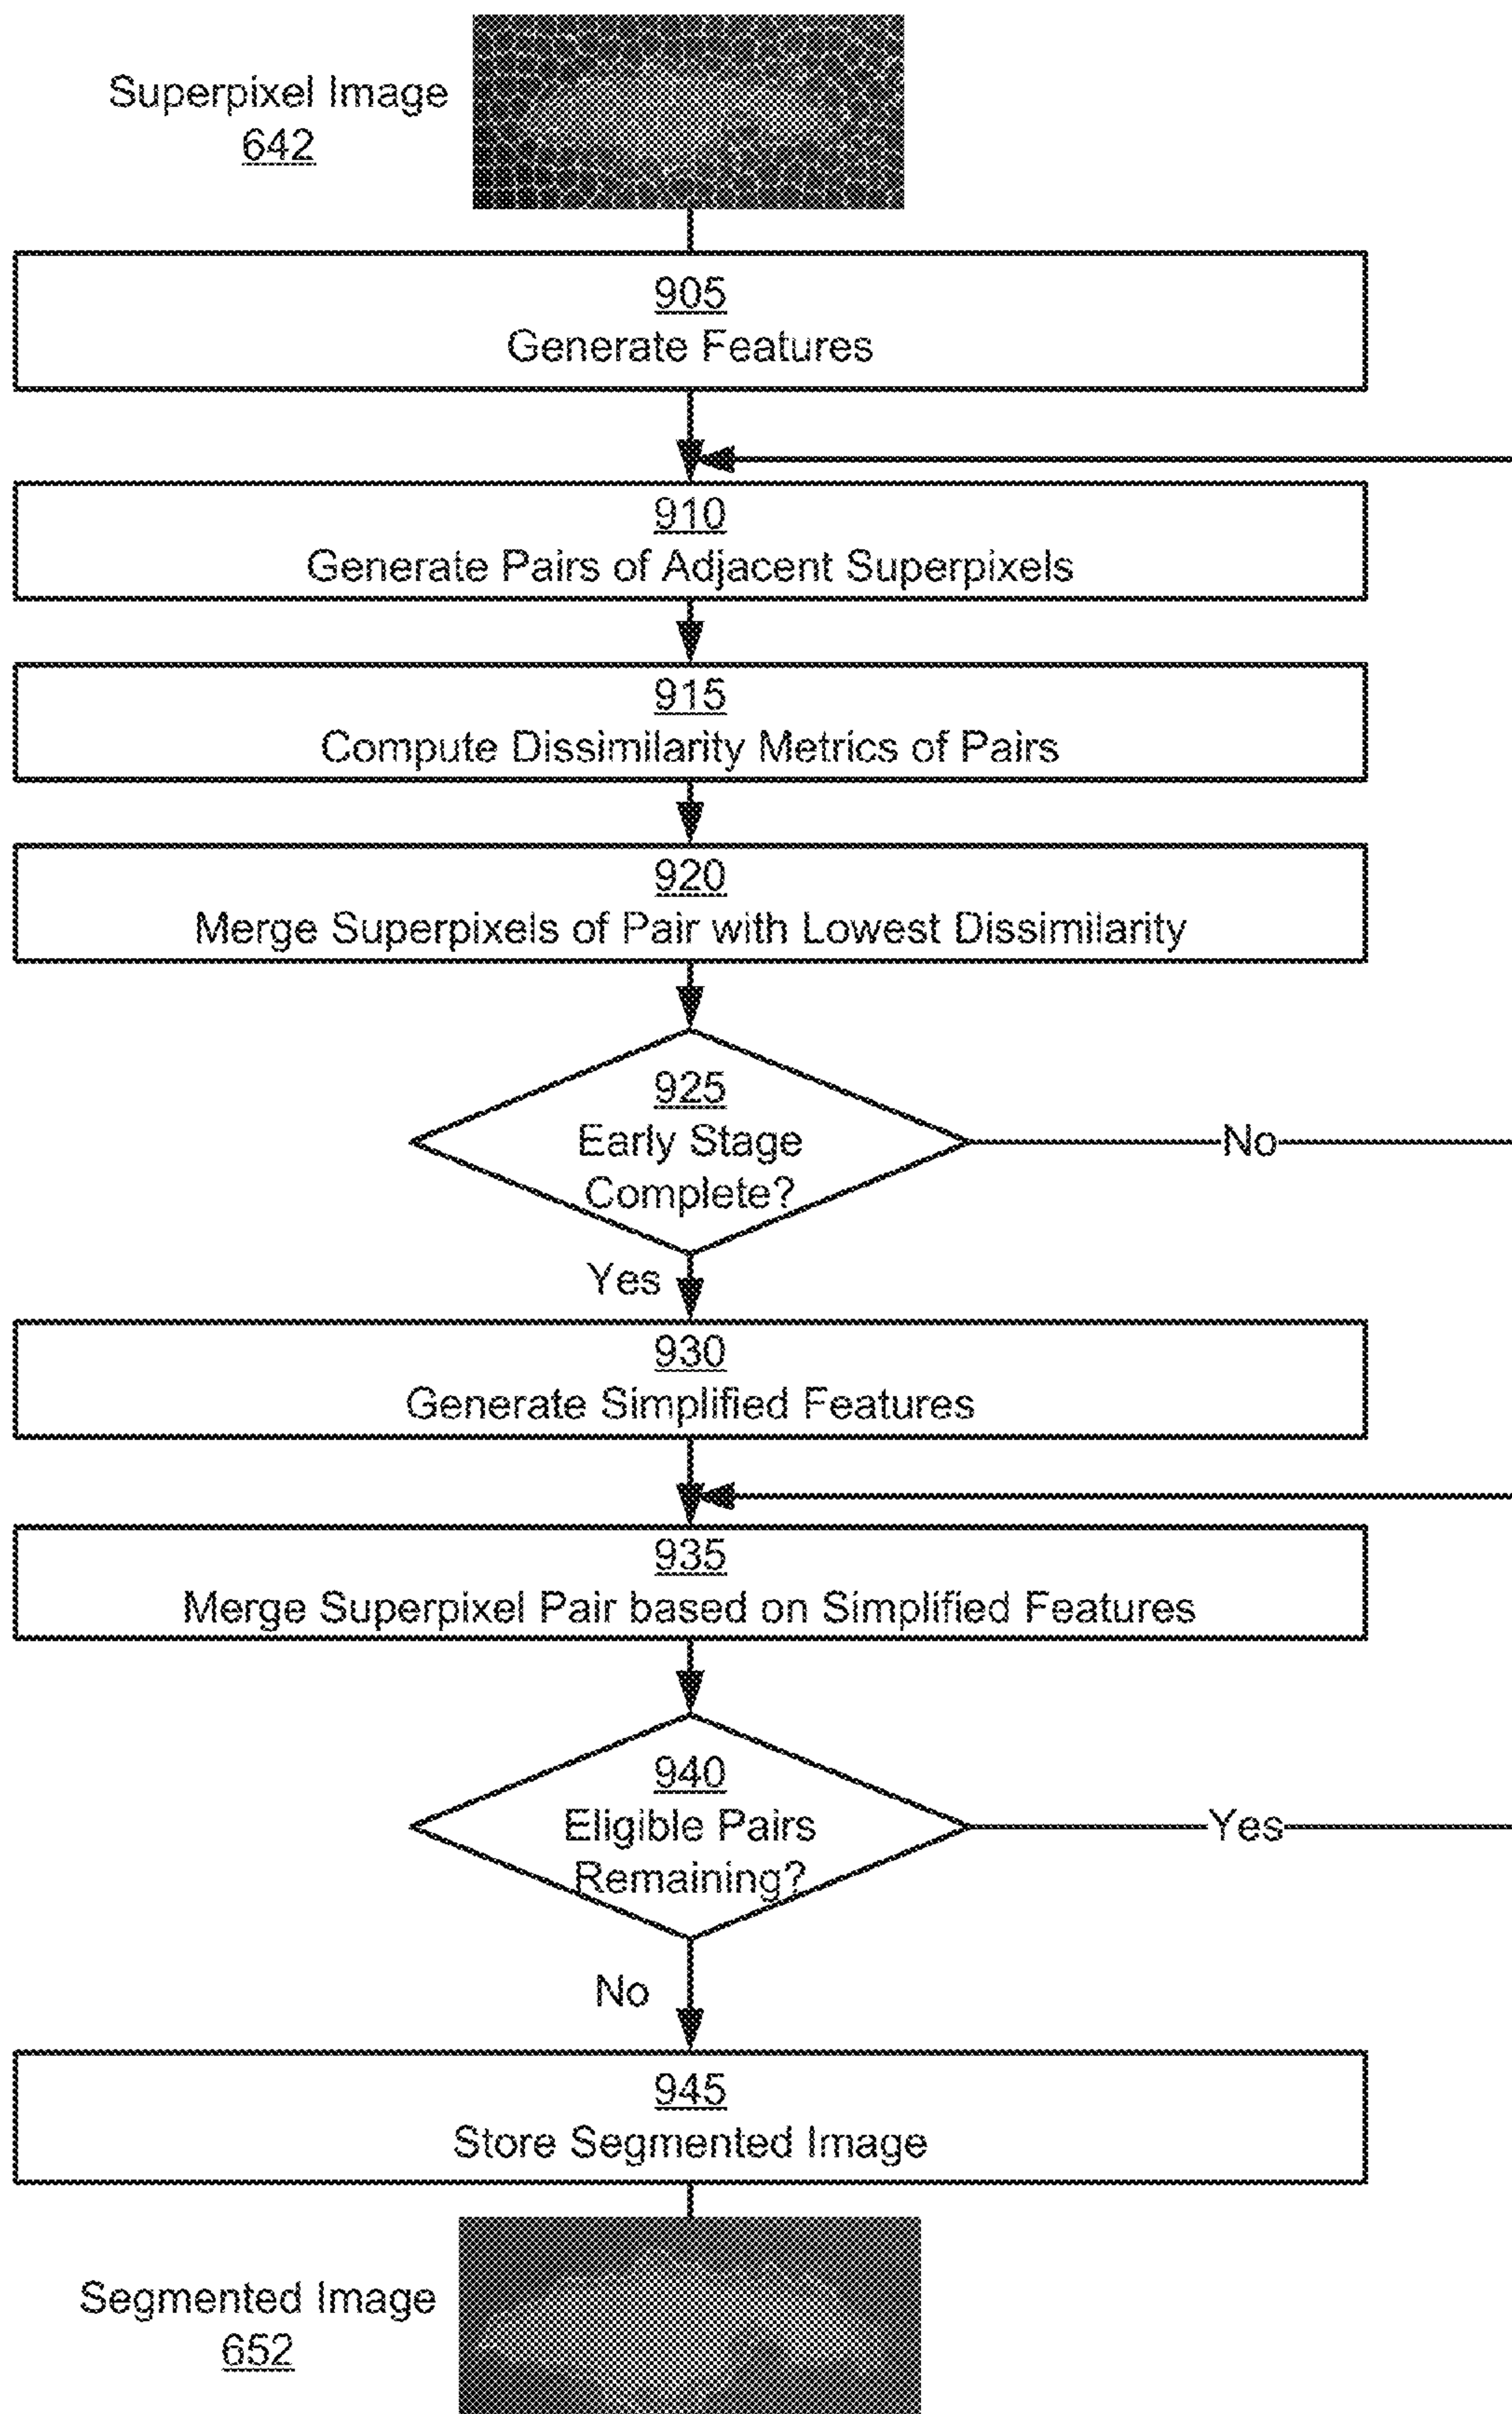 Superpixel Image
642
905
Generate Features
910
Generate Pairs of Adjacent Superpixels
915
Compute Dissimilarity Metrics of Pairs
920
Merge Superpixels of Pair with Lowest Dissimilarity
925
Early Stage
Complete?
No
Yes
930
Generate Simplified Features
935
Merge Superpixel Pair based on Simplified Features
940
Eligible Pairs
Remaining?
Yes
No
945
Store Segmented Image
Segmented Image
652